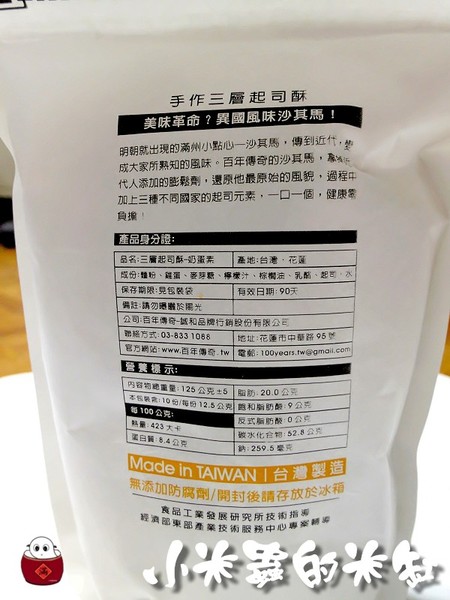 手作三層起司酥
美味革命？異國風味沙其馬！
明朝就出現的滿州小點心一沙其馬，傳到近代，變
成大家所熟知的風味。百年傳奇的沙其馬，
代人添加的膨鬆劑，還原他最原始的風貌，過程中
加上三種不同國家的起司元素，一口一個，健康零
負擔！
產品身分證：
品名：三層起司酥-奶蛋素 產地：台灣、花蓮
成份：麵粉、雞蛋、麥芽糖、檸檬汁、棕櫚油、乳酪、起司、水
保存期限：見包裝袋 有效日期：90天
備註：請勿曝曬於陽光
公司：百年傳奇-誠和品牌行銷股份有限公司
聯絡方式：03-833 1086 地址：花蓮市中華路95號
官方網站：www.百年傳奇.tw 電郵：100years.tw@gmail.com
營養標示：
內容物總重量：125公克±5 脂肪：20.0公克
本包裝含：10份/每份12.5公克 飽和脂肪酸：9公克
每100公克： 反式脂肪酸：0公克
熱量：423大卡 碳水化合物：52.8公克
蛋白質：8.4公克 鈉：259.5毫克
Made in TAIWAN | 台灣製造
無添加防腐劑/開封後請存放於冰箱
食品工業發展研究所技術指導
經濟部東部產業技術服務中心專案輔導
小米蟲的米缸